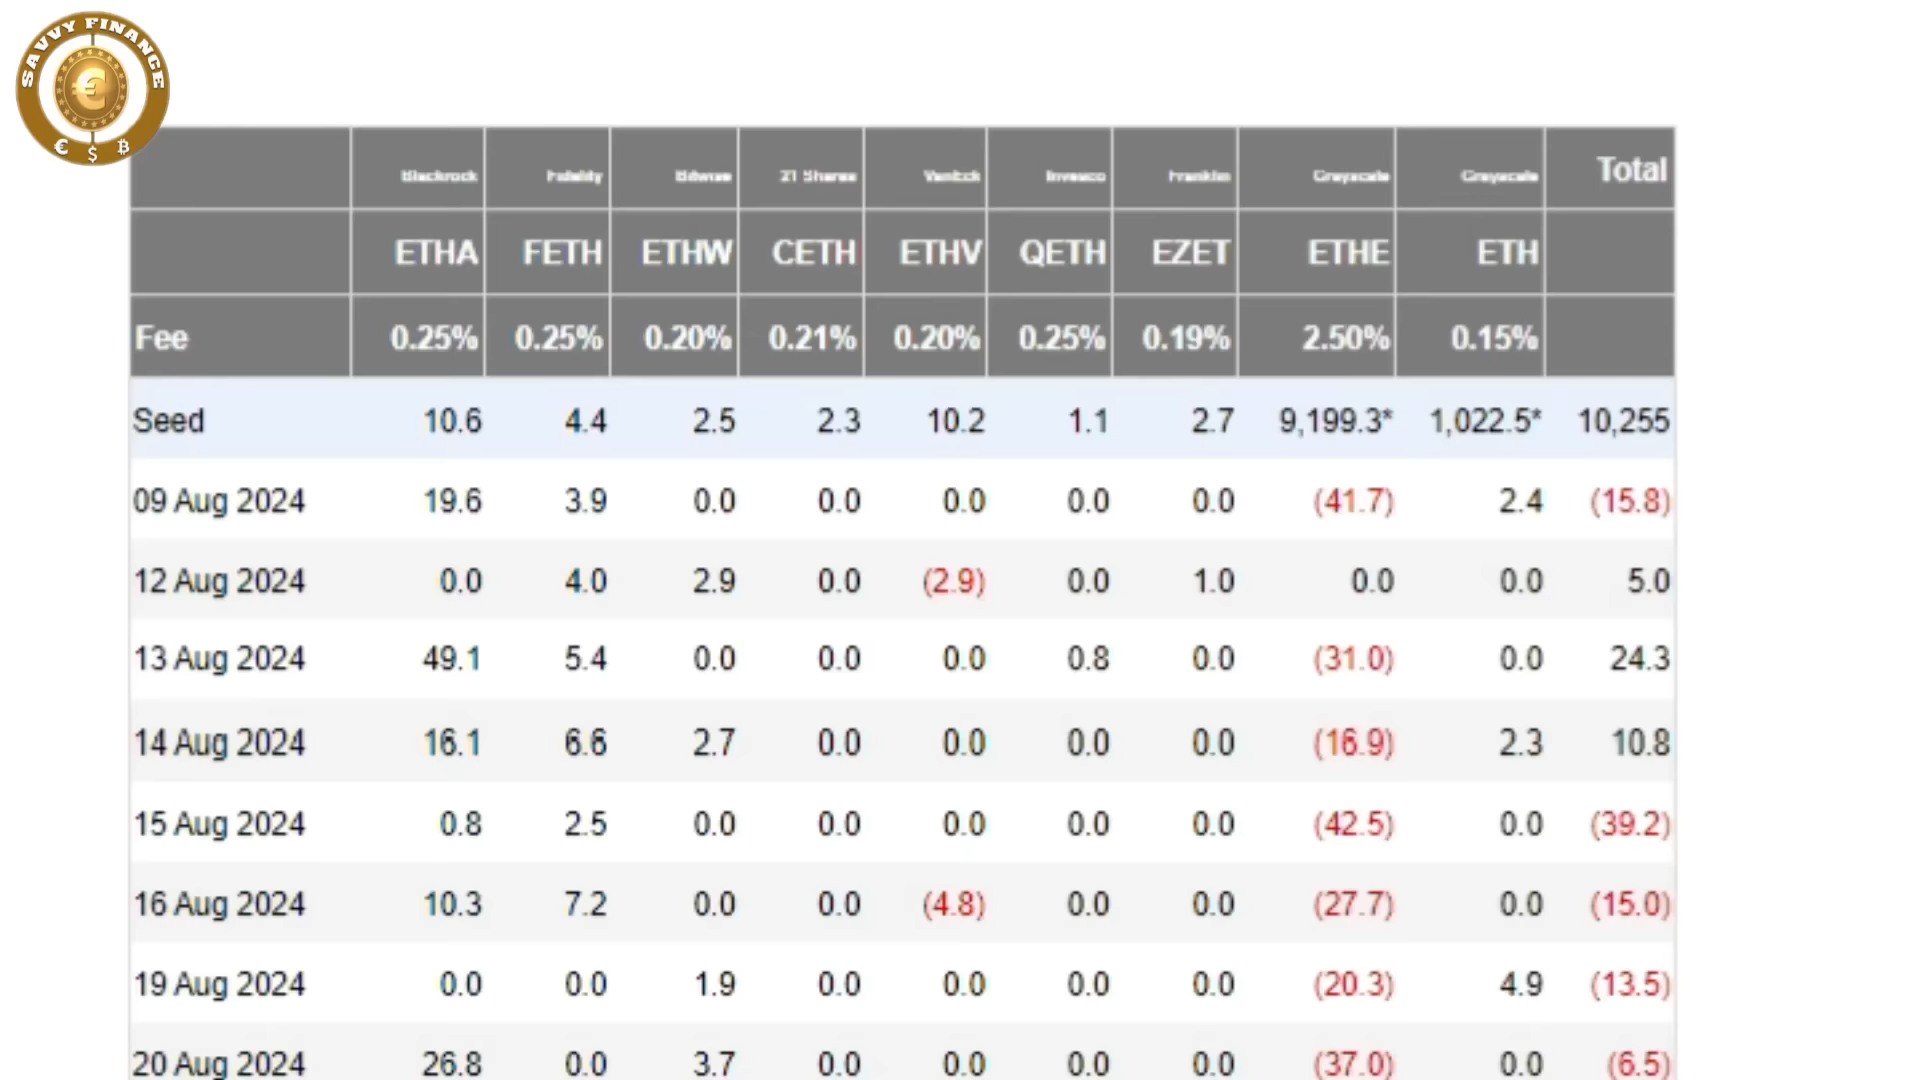 SAVVY FINANCE
€ $ ₿
Blackrock Fidelity Bitwise 21 Shares VanEck Invesco Franklin Grayscale Grayscale Total
ETHA FETH ETHW CETH ETHV QETH EZET ETHE ETH
Fee 0.25% 0.25% 0.20% 0.21% 0.20% 0.25% 0.19% 2.50% 0.15%
Seed 10.6 4.4 2.5 2.3 10.2 1.1 2.7 9,199.3* 1,022.5* 10,255
09 Aug 2024 19.6 3.9 0.0 0.0 0.0 0.0 0.0 (41.7) 2.4 (15.8)
12 Aug 2024 0.0 4.0 2.9 0.0 (2.9) 0.0 1.0 0.0 0.0 5.0
13 Aug 2024 49.1 5.4 0.0 0.0 0.0 0.8 0.0 (31.0) 0.0 24.3
14 Aug 2024 16.1 6.6 2.7 0.0 0.0 0.0 0.0 (16.9) 2.3 10.8
15 Aug 2024 0.8 2.5 0.0 0.0 0.0 0.0 0.0 (42.5) 0.0 (39.2)
16 Aug 2024 10.3 7.2 0.0 0.0 (4.8) 0.0 0.0 (27.7) 0.0 (15.0)
19 Aug 2024 0.0 0.0 1.9 0.0 0.0 0.0 0.0 (20.3) 4.9 (13.5)
20 Aug 2024 26.8 0.0 3.7 0.0 0.0 0.0 0.0 (37.0) 0.0 (6.5)